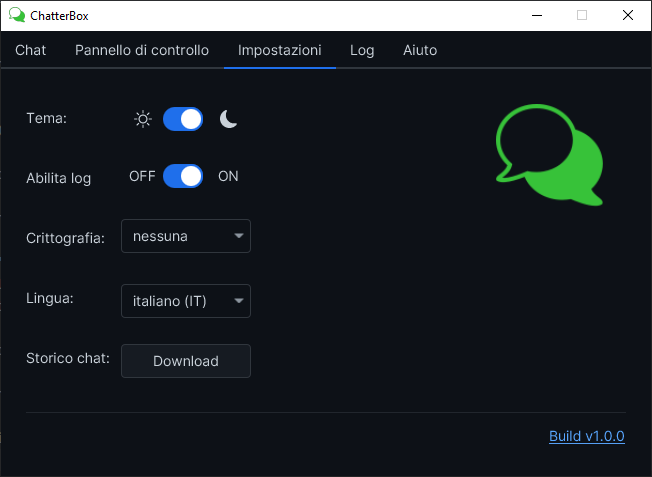 ChatterBox
Chat Pannello di controllo Impostazioni Log Aiuto
Tema:
Abilita log OFF ON
Crittografia: nessuna
Lingua: italiano (IT)
Storico chat: Download
Build v1.0.0